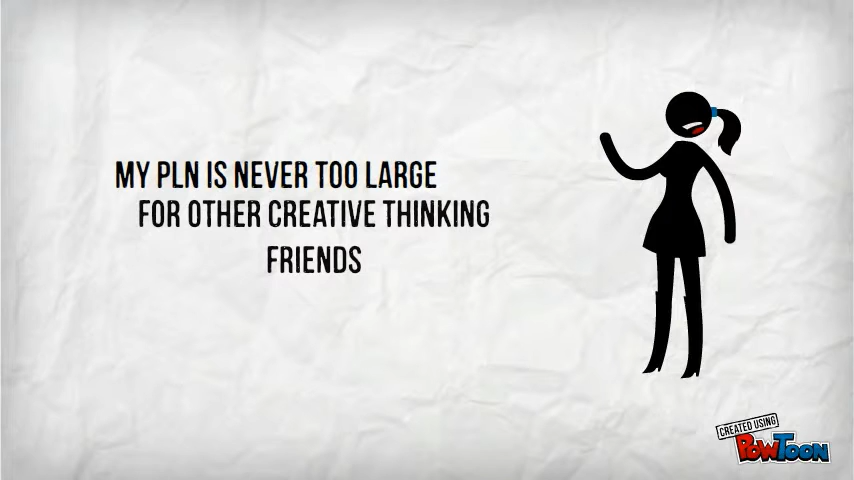 MY PLN IS NEVER TOO LARGE
FOR OTHER CREATIVE THINKING
FRIENDS
CREATED USING
POWTOON